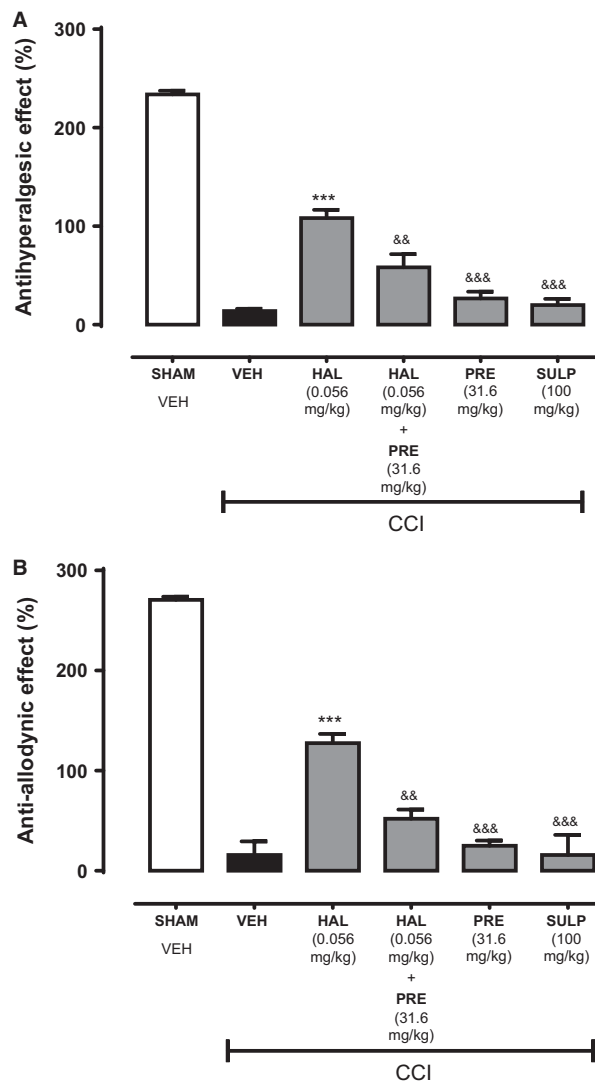 A
Antihyperalgesic effect (%)
300
200
100
0
***
&&
&&&
&&&
SHAM
VEH
VEH
HAL
(0.056
mg/kg)
HAL
(0.056
mg/kg)
+
PRE
(31.6
mg/kg)
PRE
(31.6
mg/kg)
SULP
(100
mg/kg)
CCI
B
Anti-allodynic effect (%)
300
200
100
0
***
&&
&&&
&&&
SHAM
VEH
VEH
HAL
(0.056
mg/kg)
HAL
(0.056
mg/kg)
+
PRE
(31.6
mg/kg)
PRE
(31.6
mg/kg)
SULP
(100
mg/kg)
CCI